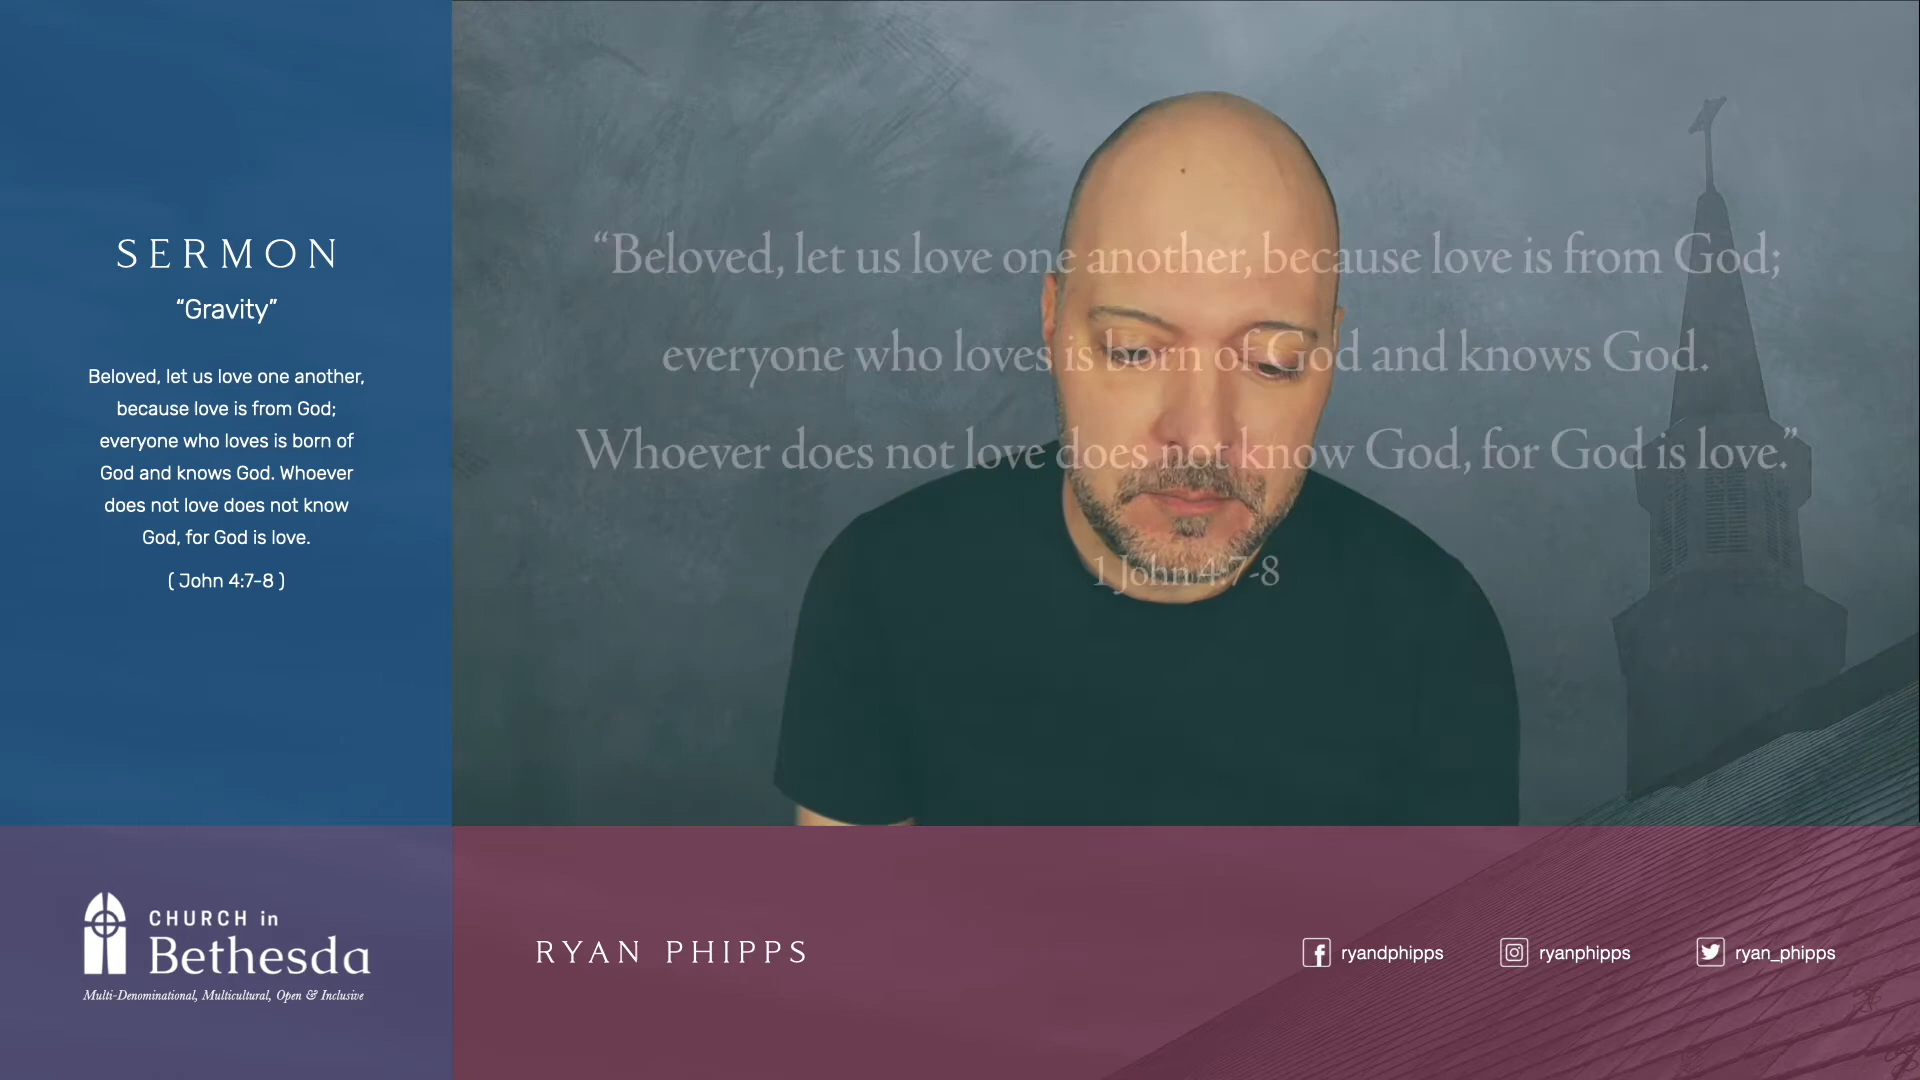 SERMON
“Gravity”
Beloved, let us love one another,
because love is from God;
everyone who loves is born of
God and knows God. Whoever
does not love does not know
God, for God is love.
( John 4:7-8 )
“Beloved, let us love one another, because love is from God;
everyone who loves is born of God and knows God.
Whoever does not love does not know God, for God is love.”
1 John 4:7-8
CHURCH in
Bethesda
Multi-Denominational, Multicultural, Open & Inclusive
RYAN PHIPPS
ryandphipps
ryanphipps
ryan_phipps